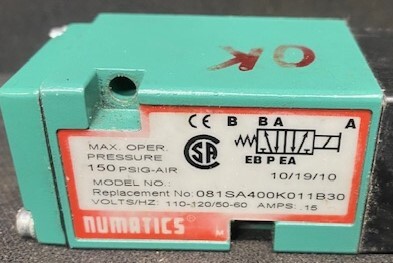 OK
CE B B A A
MAX. OPER.
PRESSURE
150 PSIG-AIR
SA
EB P EA
10/19/10
MODEL NO.:
Replacement No: 081SA400K011B30
VOLTS/HZ: 110-120/50-60 AMPS: .15
NUMATICS